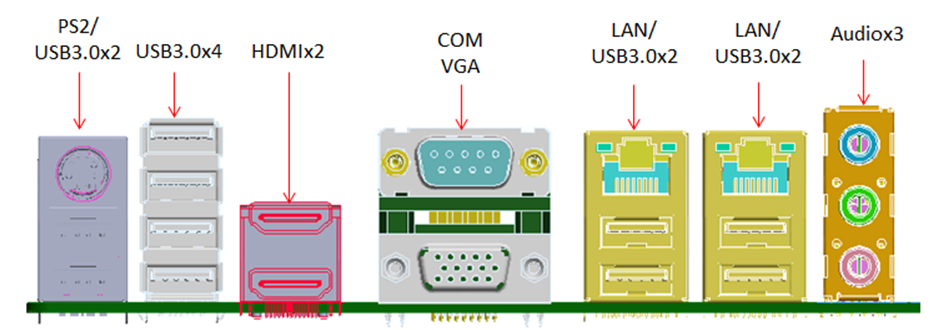 PS2/
USB3.0x2
USB3.0x4
HDMIx2
COM
VGA
LAN/
USB3.0x2
LAN/
USB3.0x2
Audiox3